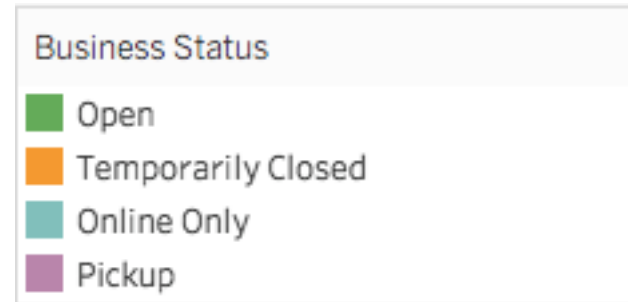 Business Status
Open
Temporarily Closed
Online Only
Pickup